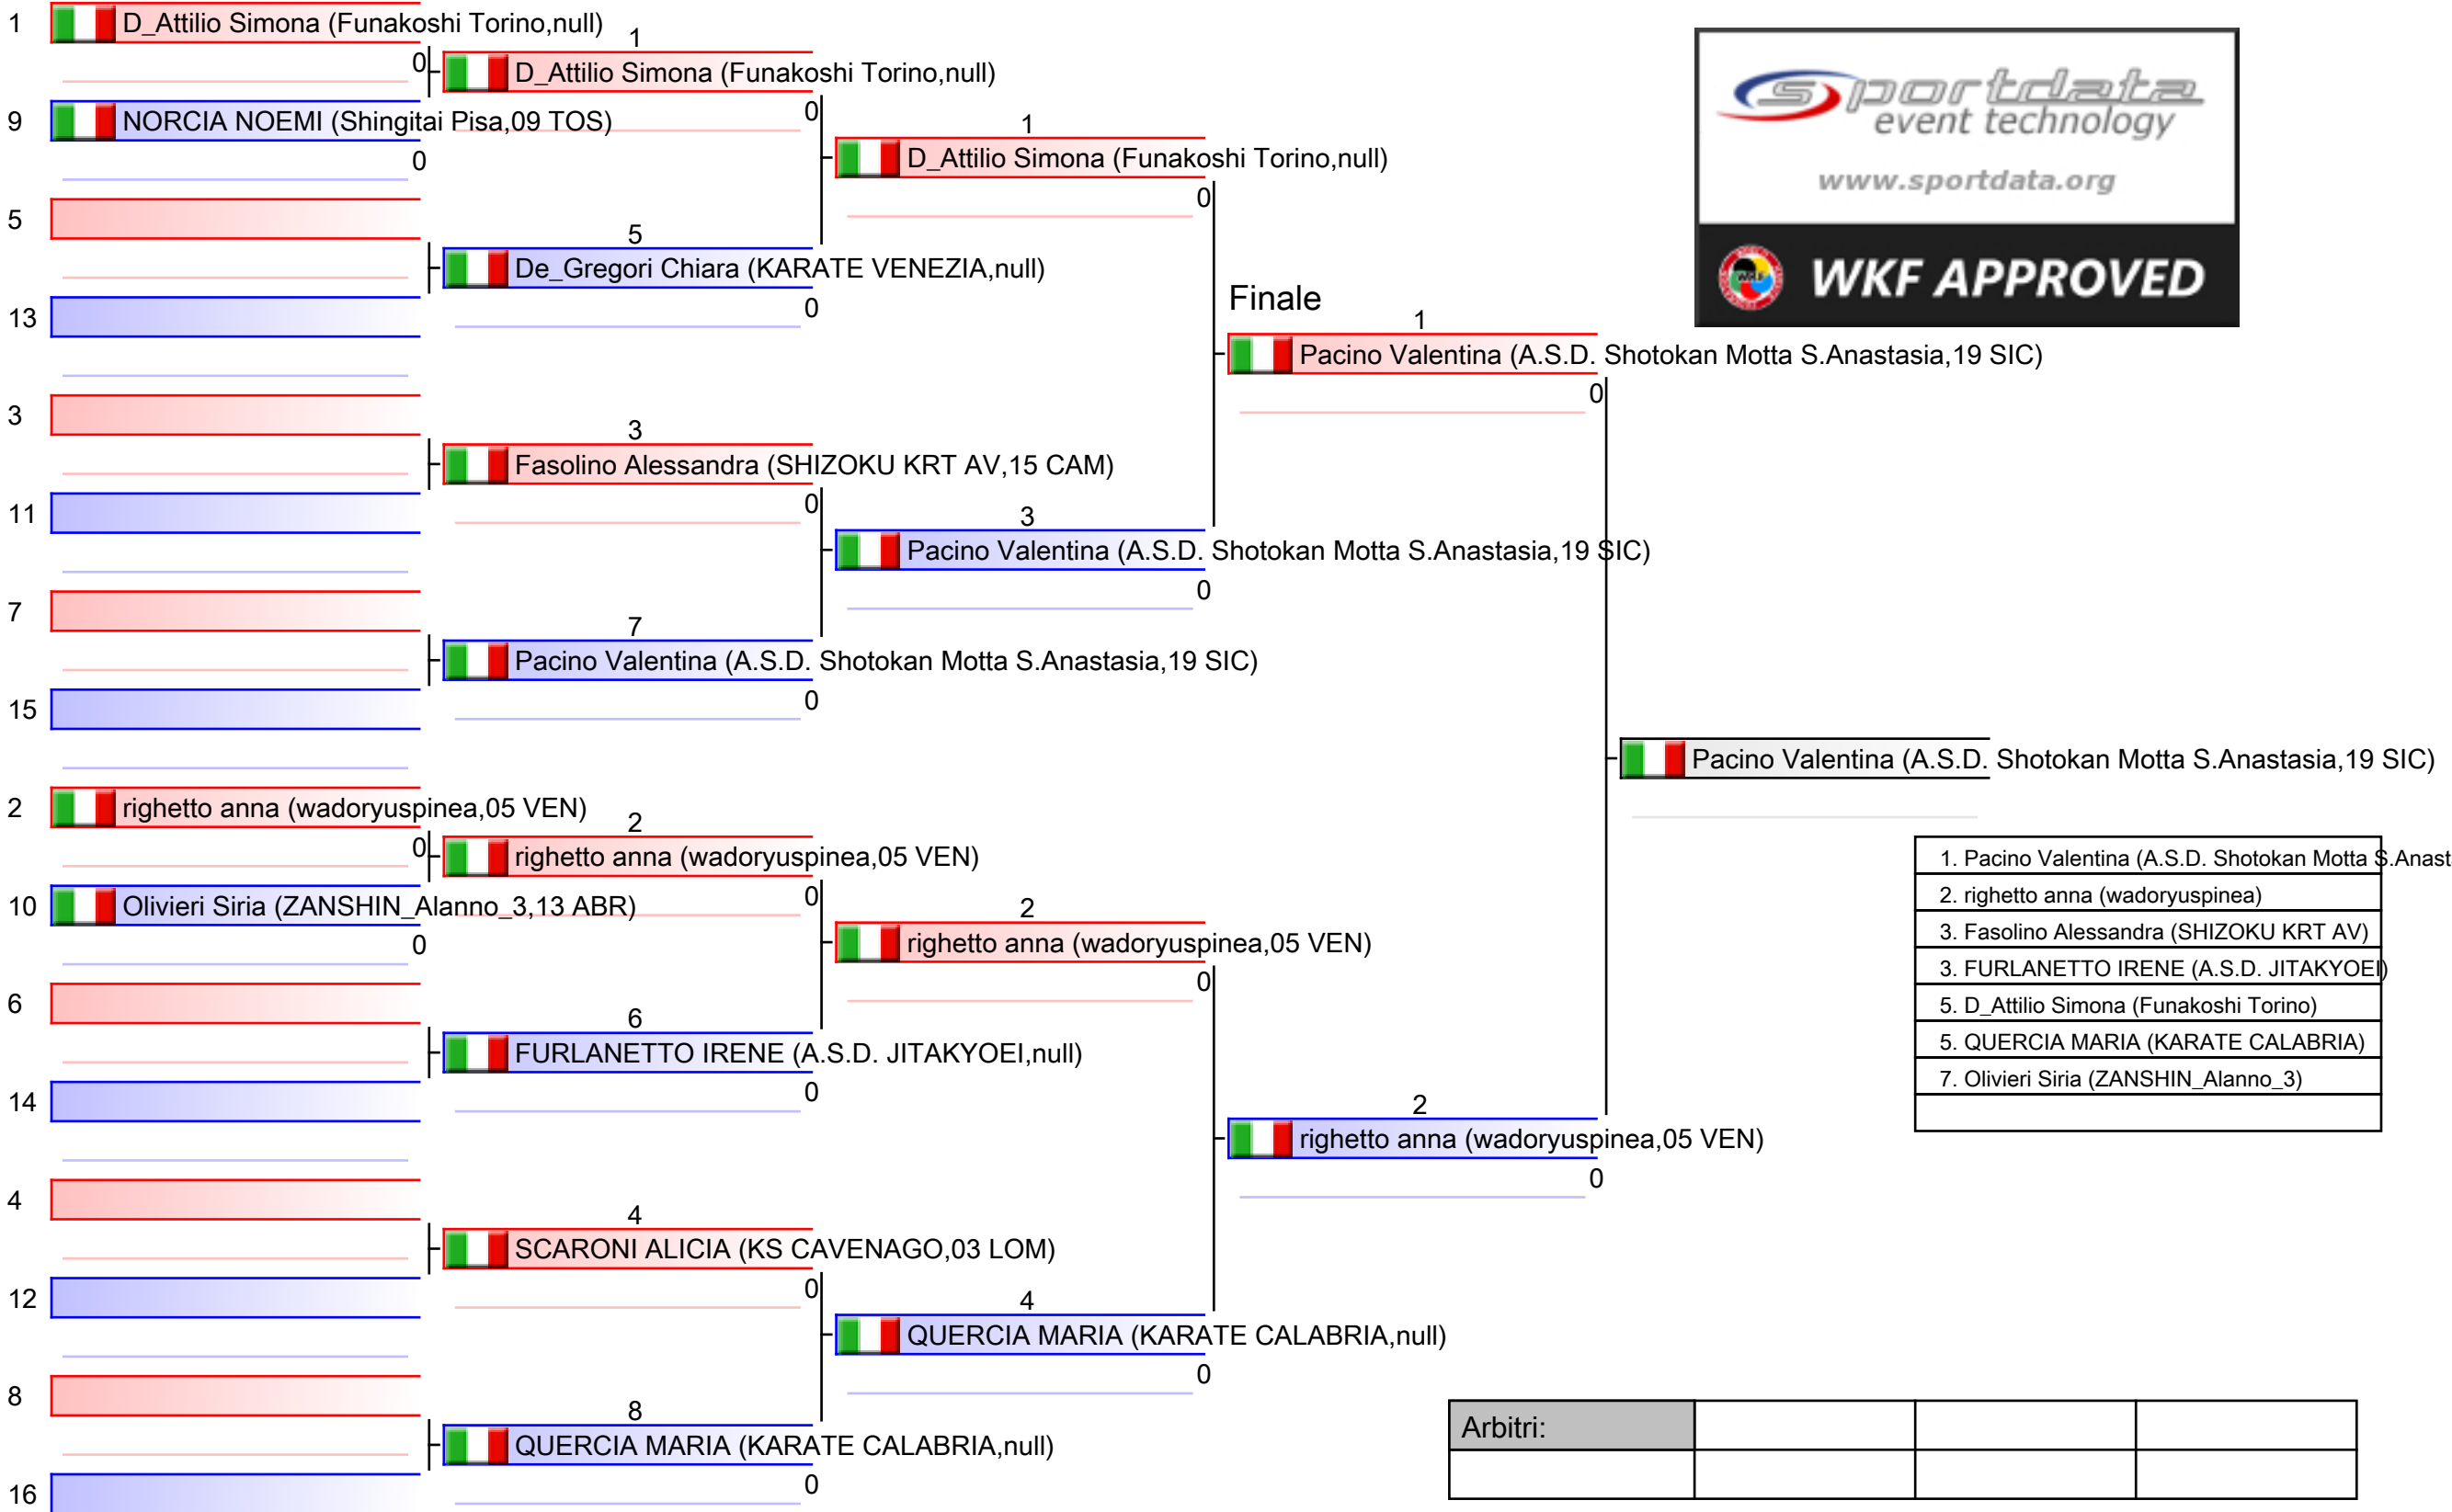 1 D_Attilio Simona (Funakoshi Torino,null)
0
9 NORCIA NOEMI (Shingitai Pisa,09 TOS)
0
5
13
3
11
7
15
2 righetto anna (wadoryuspinea,05 VEN)
0
10 Olivieri Siria (ZANSHIN_Alanno_3,13 ABR)
0
6
14
4
12
8
16
1
D_Attilio Simona (Funakoshi Torino,null)
0
5
De_Gregori Chiara (KARATE VENEZIA,null)
0
3
Fasolino Alessandra (SHIZOKU KRT AV,15 CAM)
0
7
Pacino Valentina (A.S.D. Shotokan Motta S.Anastasia,19 SIC)
0
2
righetto anna (wadoryuspinea,05 VEN)
0
6
FURLANETTO IRENE (A.S.D. JITAKYOEI,null)
0
4
SCARONI ALICIA (KS CAVENAGO,03 LOM)
0
8
QUERCIA MARIA (KARATE CALABRIA,null)
0
1
D_Attilio Simona (Funakoshi Torino,null)
0
3
Pacino Valentina (A.S.D. Shotokan Motta S.Anastasia,19 SIC)
0
2
righetto anna (wadoryuspinea,05 VEN)
0
4
QUERCIA MARIA (KARATE CALABRIA,null)
0
Finale
1
Pacino Valentina (A.S.D. Shotokan Motta S.Anastasia,19 SIC)
0
2
righetto anna (wadoryuspinea,05 VEN)
0
Pacino Valentina (A.S.D. Shotokan Motta S.Anastasia,19 SIC)
sportdata
event technology
www.sportdata.org
WKF
WKF APPROVED
1. Pacino Valentina (A.S.D. Shotokan Motta S.Anast
2. righetto anna (wadoryuspinea)
3. Fasolino Alessandra (SHIZOKU KRT AV)
3. FURLANETTO IRENE (A.S.D. JITAKYOEI)
5. D_Attilio Simona (Funakoshi Torino)
5. QUERCIA MARIA (KARATE CALABRIA)
7. Olivieri Siria (ZANSHIN_Alanno_3)
Arbitri: